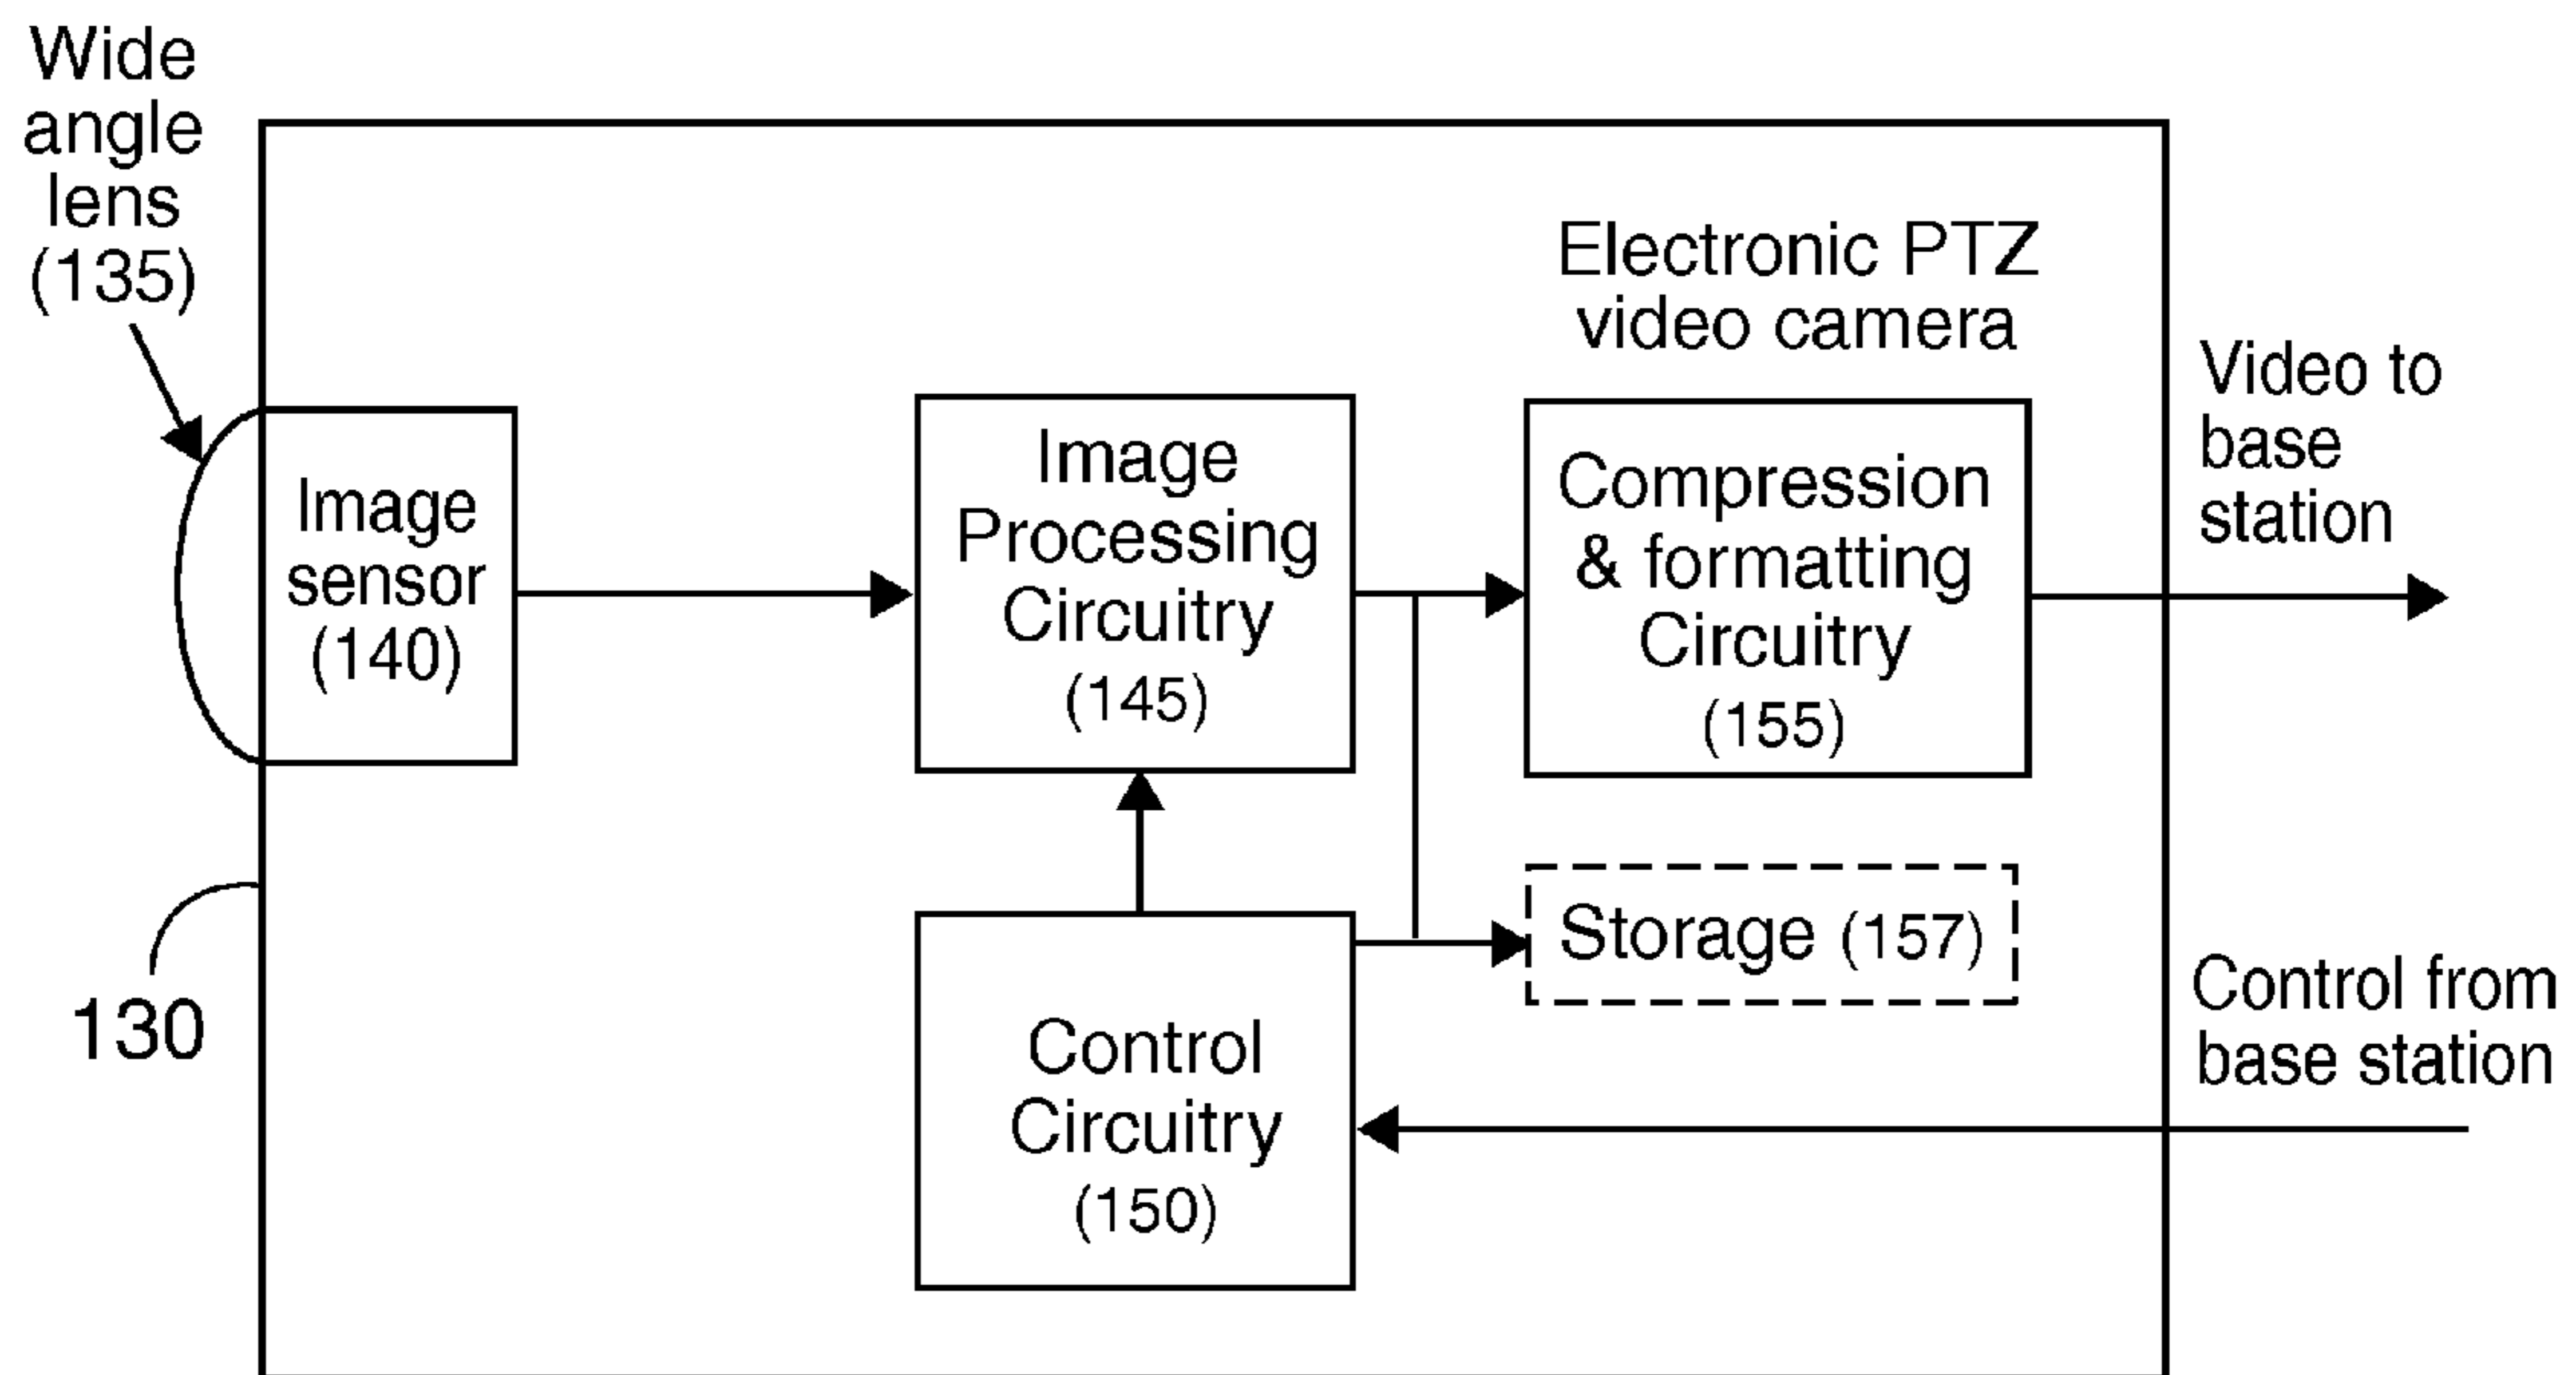 Wide
angle
lens
(135)
Electronic PTZ
video camera
Video to
base
station
Image
sensor
(140)
Image
Processing
Circuitry
(145)
Compression
& formatting
Circuitry
(155)
Storage (157)
Control from
base station
130
Control
Circuitry
(150)